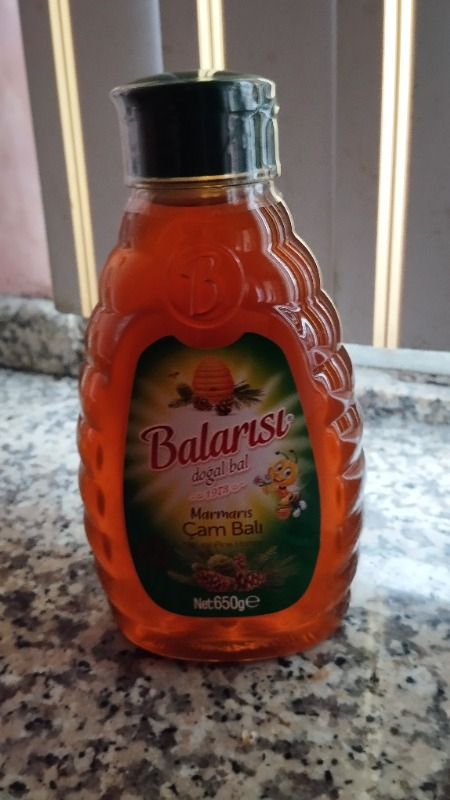 B
Balarısı
doğal bal
1978
Marmaris
Çam Balı
Net:650g℮